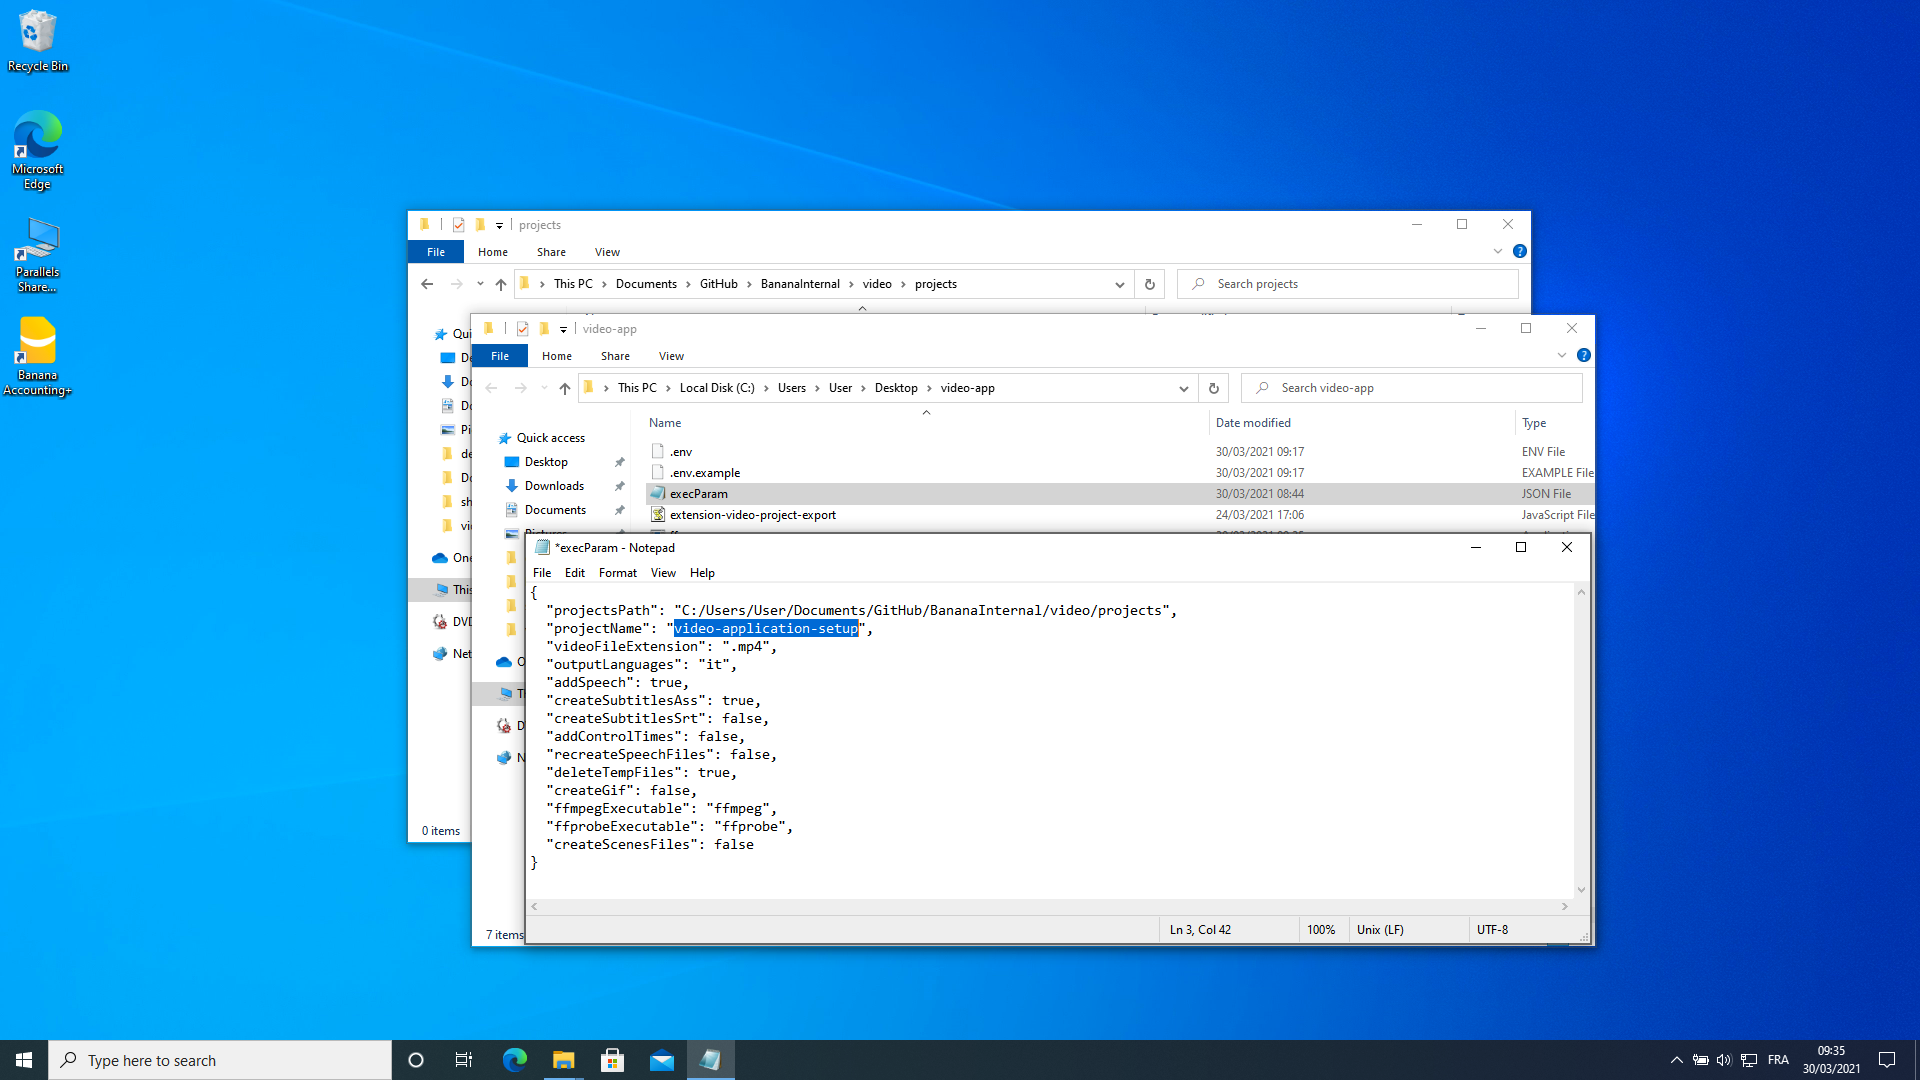 Recycle Bin
Microsoft
Edge
Parallels
Share...
Banana
Accounting+
projects
File Home Share View
This PC Documents GitHub BananaInternal video projects
Search projects
Qui
De
Do
Do
Pi
de
Do
sh
vi
One
This
DVD
Net
0 items
video-app
File Home Share View
This PC Local Disk (C:) Users User Desktop video-app
Search video-app
Name Date modified Type
Quick access
Desktop
Downloads
Documents
Pictures
.env 30/03/2021 09:17 ENV File
.env.example 30/03/2021 09:17 EXAMPLE File
execParam 30/03/2021 08:44 JSON File
extension-video-project-export 24/03/2021 17:06 JavaScript File
O
Th
D
N
7 items
*execParam - Notepad
File Edit Format View Help
{
"projectsPath": "C:/Users/User/Documents/GitHub/BananaInternal/video/projects",
"projectName": "video-application-setup",
"videoFileExtension": ".mp4",
"outputLanguages": "it",
"addSpeech": true,
"createSubtitlesAss": true,
"createSubtitlesSrt": false,
"addControlTimes": false,
"recreateSpeechFiles": false,
"deleteTempFiles": true,
"createGif": false,
"ffmpegExecutable": "ffmpeg",
"ffprobeExecutable": "ffprobe",
"createScenesFiles": false
}
Ln 3, Col 42 100% Unix (LF) UTF-8
Type here to search
FRA
09:35
30/03/2021